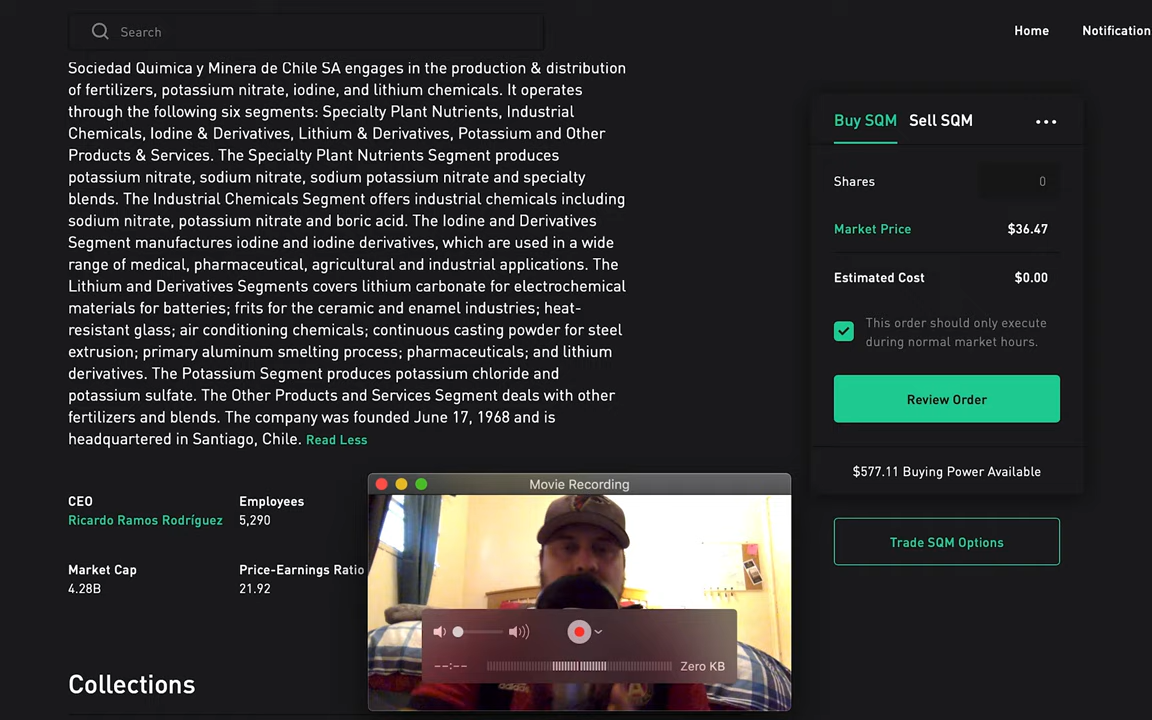 Search
Home
Notification
Sociedad Quimica y Minera de Chile SA engages in the production & distribution
of fertilizers, potassium nitrate, iodine, and lithium chemicals. It operates
through the following six segments: Specialty Plant Nutrients, Industrial
Chemicals, Iodine & Derivatives, Lithium & Derivatives, Potassium and Other
Products & Services. The Specialty Plant Nutrients Segment produces
potassium nitrate, sodium nitrate, sodium potassium nitrate and specialty
blends. The Industrial Chemicals Segment offers industrial chemicals including
sodium nitrate, potassium nitrate and boric acid. The Iodine and Derivatives
Segment manufactures iodine and iodine derivatives, which are used in a wide
range of medical, pharmaceutical, agricultural and industrial applications. The
Lithium and Derivatives Segments covers lithium carbonate for electrochemical
materials for batteries; frits for the ceramic and enamel industries; heat-
resistant glass; air conditioning chemicals; continuous casting powder for steel
extrusion; primary aluminum smelting process; pharmaceuticals; and lithium
derivatives. The Potassium Segment produces potassium chloride and
potassium sulfate. The Other Products and Services Segment deals with other
fertilizers and blends. The company was founded June 17, 1968 and is
headquartered in Santiago, Chile. Read Less
CEO
Ricardo Ramos Rodríguez
Employees
5,290
Market Cap
4.28B
Price-Earnings Ratio
21.92
Collections
Buy SQM
Sell SQM
Shares
0
Market Price
$36.47
Estimated Cost
$0.00
This order should only execute
during normal market hours.
Review Order
$577.11 Buying Power Available
Trade SQM Options
Movie Recording
--:--
Zero KB